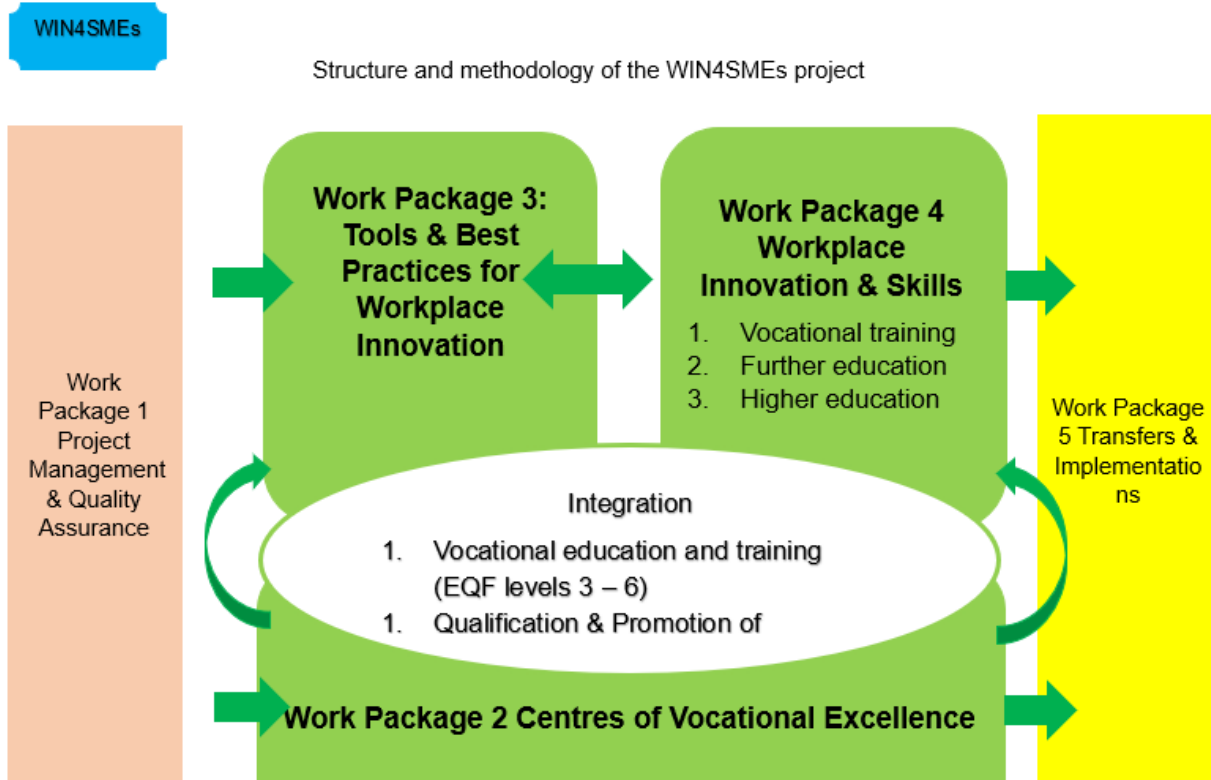 WIN4SMEs
Structure and methodology of the WIN4SMEs project
Work
Package 1
Project
Management
& Quality
Assurance
Work Package 3:
Tools & Best
Practices for
Workplace
Innovation
Work Package 4
Workplace
Innovation & Skills
1. Vocational training
2. Further education
3. Higher education
Integration
1. Vocational education and training
(EQF levels 3 – 6)
1. Qualification & Promotion of
Work Package 2 Centres of Vocational Excellence
Work Package
5 Transfers &
Implementatio
ns